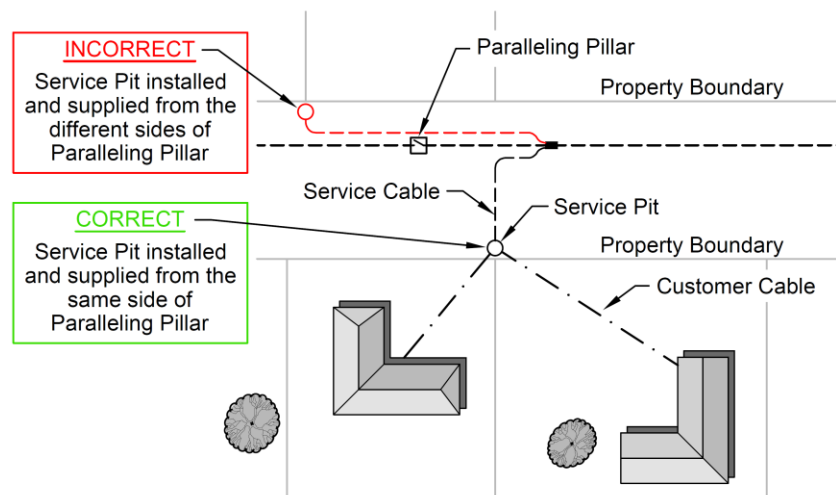 INCORRECT
Service Pit installed
and supplied from the
different sides of
Paralleling Pillar
Paralleling Pillar
Property Boundary
Service Cable
Service Pit
CORRECT
Service Pit installed
and supplied from the
same side of
Paralleling Pillar
Property Boundary
Customer Cable